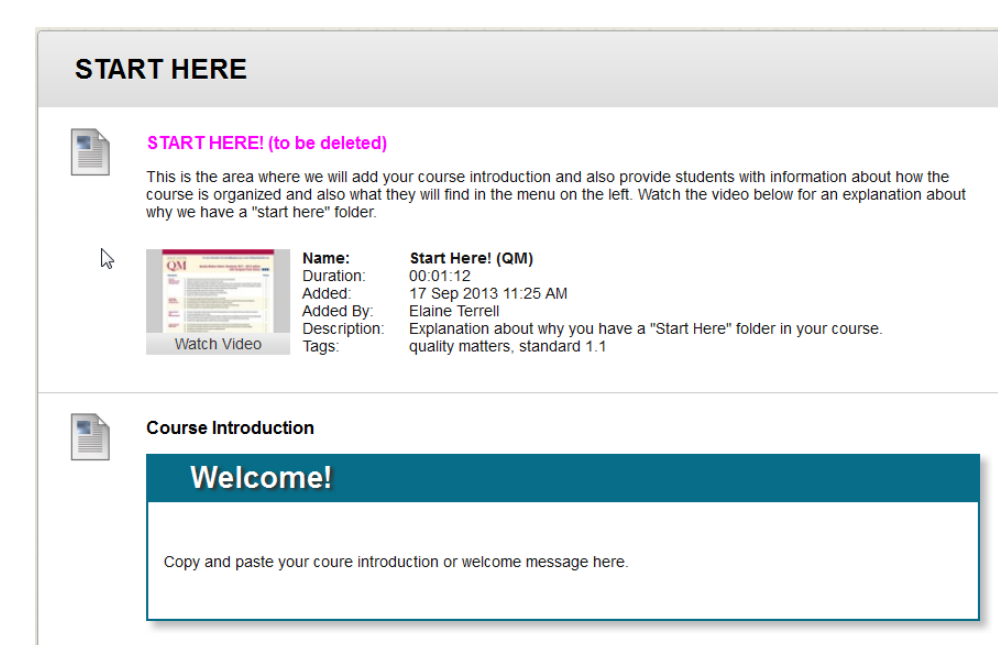 START HERE
START HERE! (to be deleted)
This is the area where we will add your course introduction and also provide students with information about how the
course is organized and also what they will find in the menu on the left. Watch the video below for an explanation about
why we have a "start here" folder.
QM
Watch Video
Name: Start Here! (QM)
Duration: 00:01:12
Added: 17 Sep 2013 11:25 AM
Added By: Elaine Terrell
Description: Explanation about why you have a "Start Here" folder in your course.
Tags: quality matters, standard 1.1
Course Introduction
Welcome!
Copy and paste your coure introduction or welcome message here.